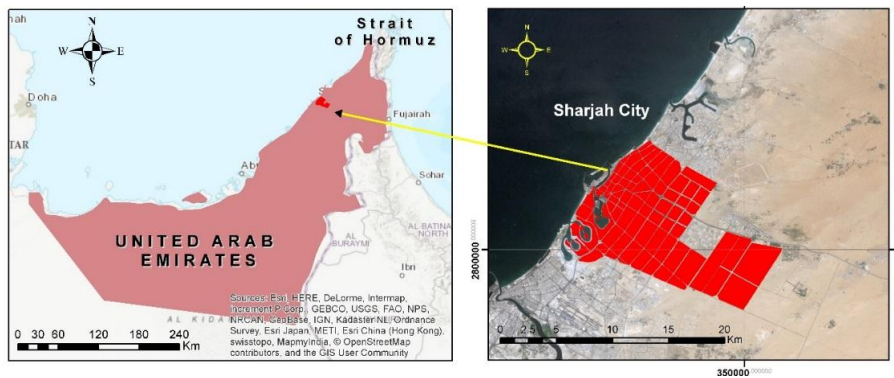 Strait
of Hormuz
N
W E
S
Doha
TAR
Fujairah
Sohar
UNITED ARAB
EMIRATES
AL
BURAYMI
AL-BATINA
NORTH
Ibri
Sources: Esri, HERE, DeLorme, Intermap,
increment P Corp., GEBCO, USGS, FAO, NPS,
NRCAN, GeoBase, IGN, Kadaster NL, Ordnance
Survey, Esri Japan, METI, Esri China (Hong Kong),
swisstopo, MapmyIndia, © OpenStreetMap
contributors, and the GIS User Community
0 30 60 120 180 240
Km
N
W E
S
Sharjah City
2800000
0 2.5 5 10 15 20
Km
350000